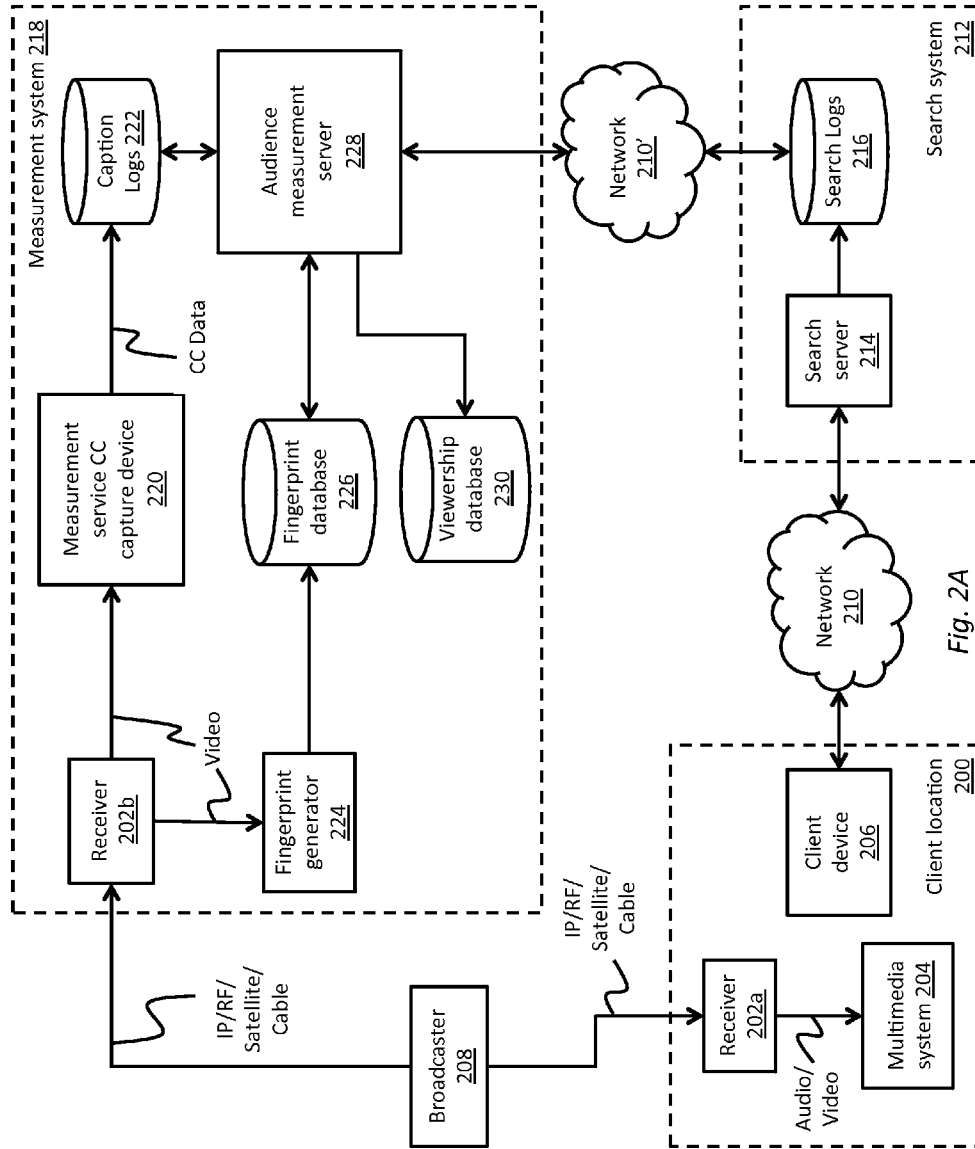 Measurement system 218
Caption
Logs 222
Audience
measurement
server
228
CC Data
Measurement
service CC
capture device
220
Fingerprint
database
226
Viewership
database
230
Video
Receiver
202b
Fingerprint
generator
224
IP/RF/
Satellite/
Cable
Broadcaster
208
IP/RF/
Satellite/
Cable
Network
210'
Search system
212
Search Logs
216
Search
server
214
Network
210
Client location
200
Client
device
206
Receiver
202a
Audio/
Video
Multimedia
system 204
Fig. 2A